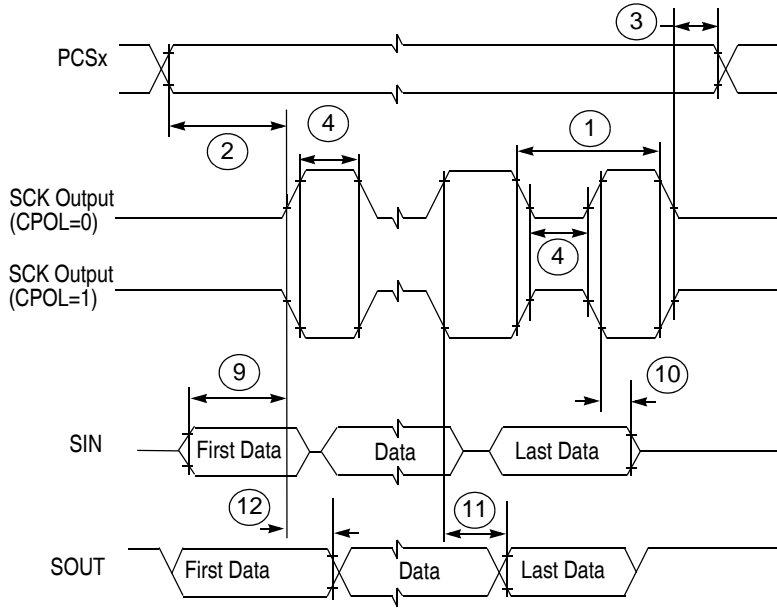 3
PCSx
2
4
1
SCK Output
(CPOL=0)
4
SCK Output
(CPOL=1)
9
10
SIN
First Data
Data
Last Data
12
11
SOUT
First Data
Data
Last Data